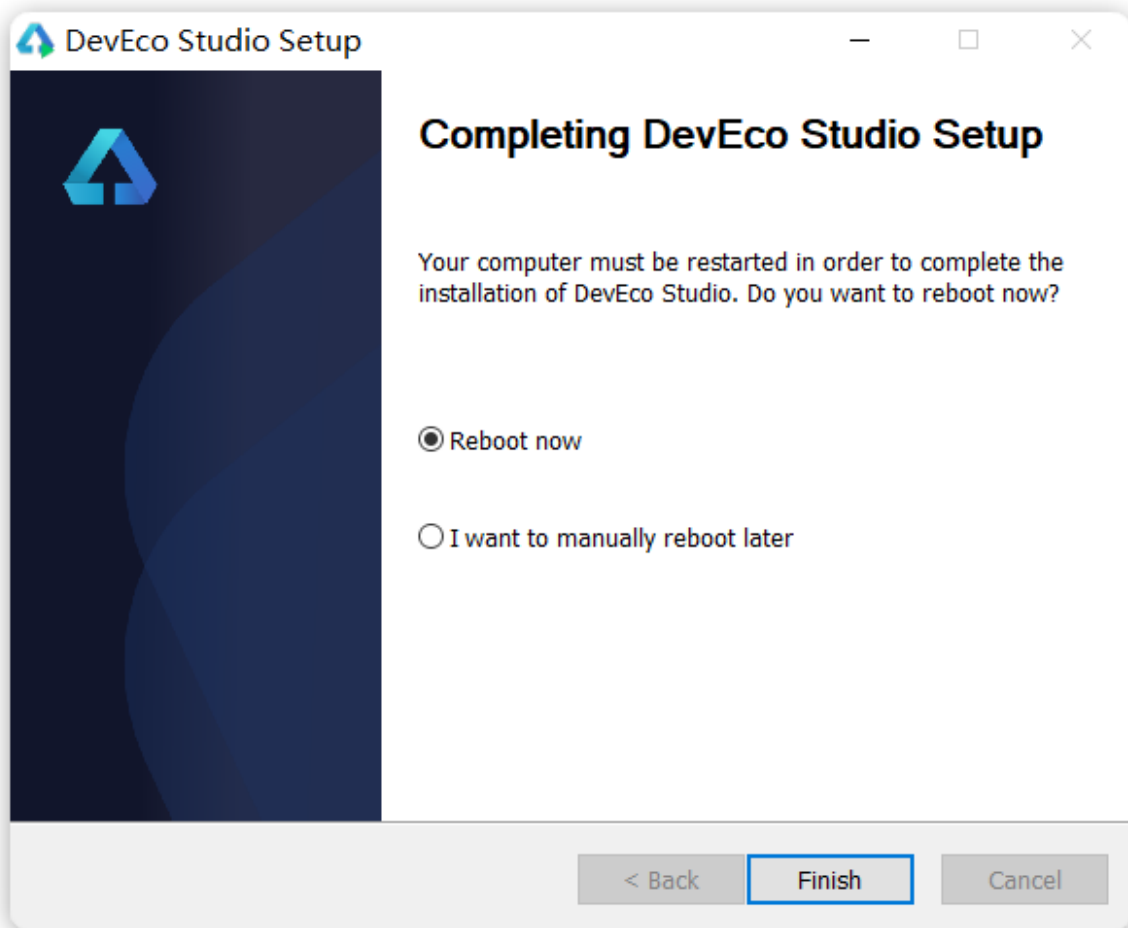 DevEco Studio Setup
Completing DevEco Studio Setup
Your computer must be restarted in order to complete the
installation of DevEco Studio. Do you want to reboot now?
Reboot now
I want to manually reboot later
< Back
Finish
Cancel